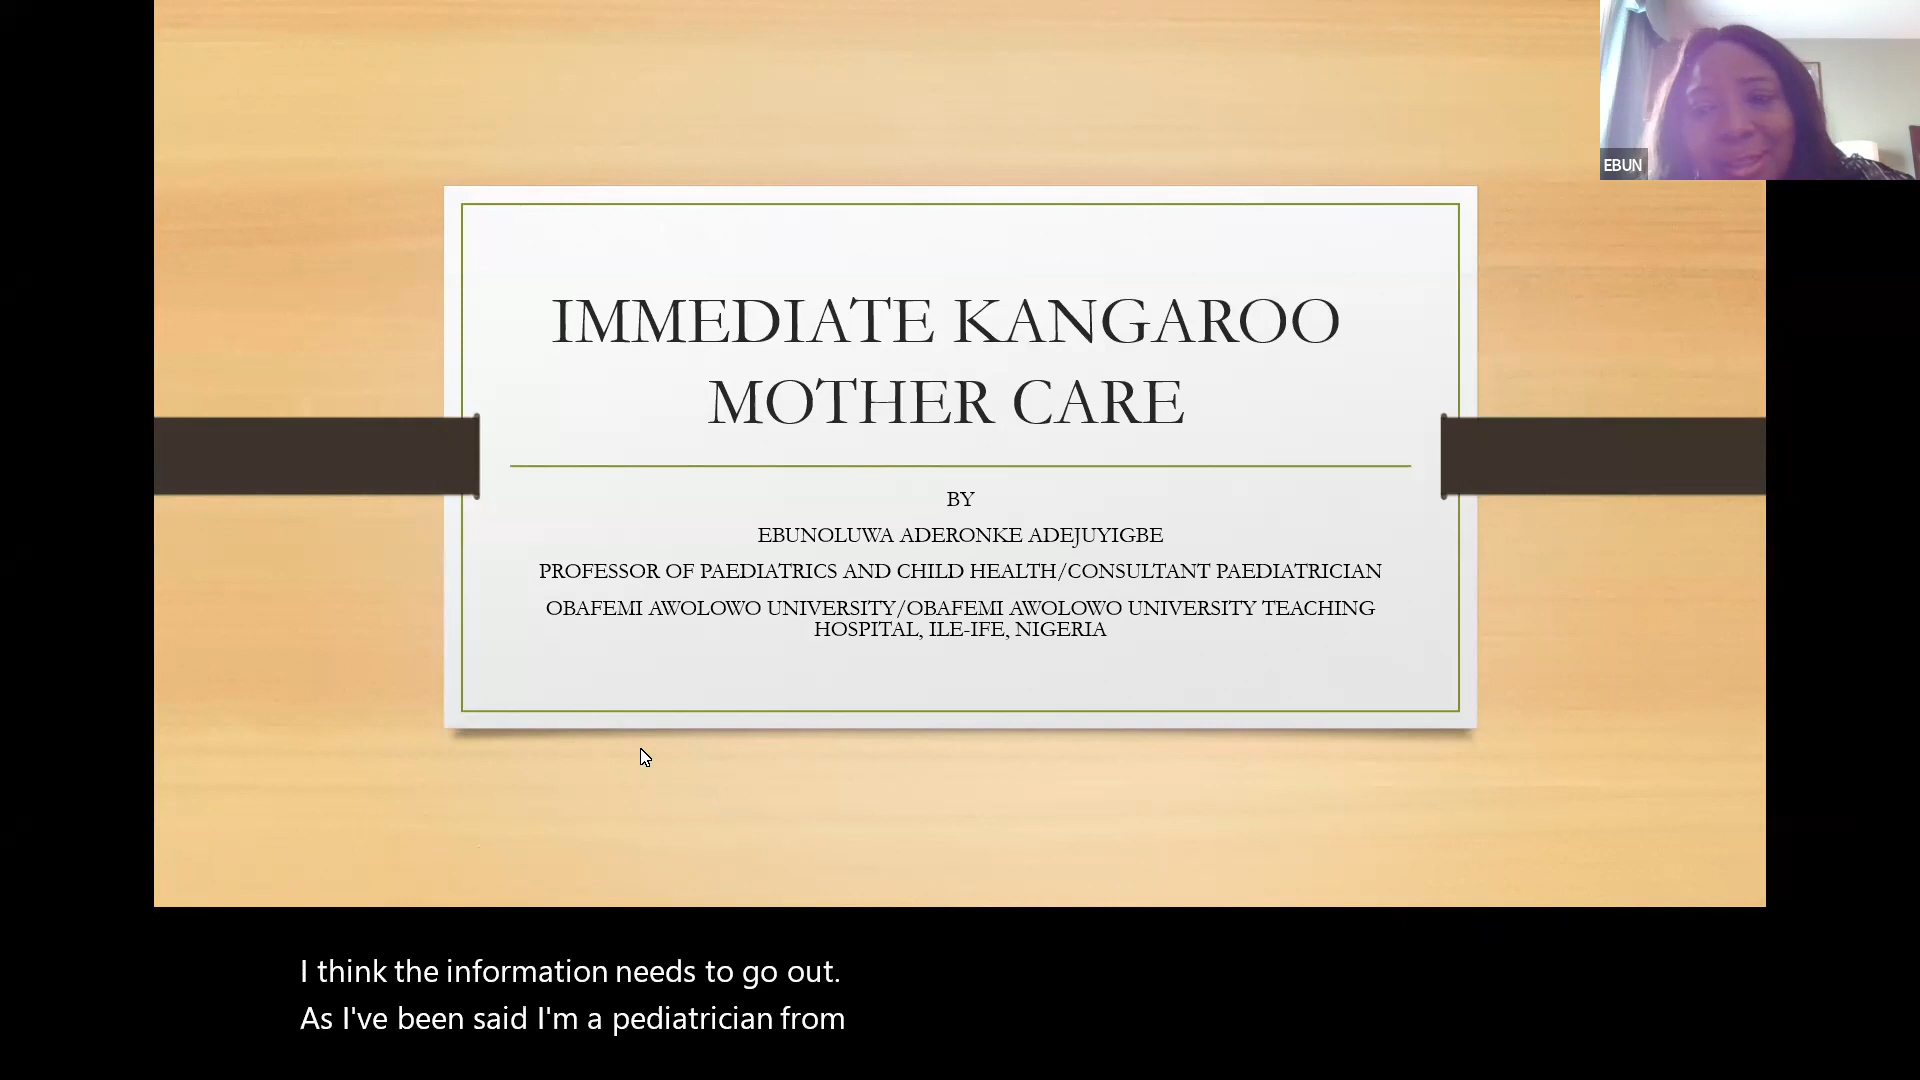 EBUN
IMMEDIATE KANGAROO
MOTHER CARE
BY
EBUNOLUWA ADERONKE ADEJUYIGBE
PROFESSOR OF PAEDIATRICS AND CHILD HEALTH/CONSULTANT PAEDIATRICIAN
OBAFEMI AWOLOWO UNIVERSITY/OBAFEMI AWOLOWO UNIVERSITY TEACHING
HOSPITAL, ILE-IFE, NIGERIA
I think the information needs to go out.
As I've been said I'm a pediatrician from